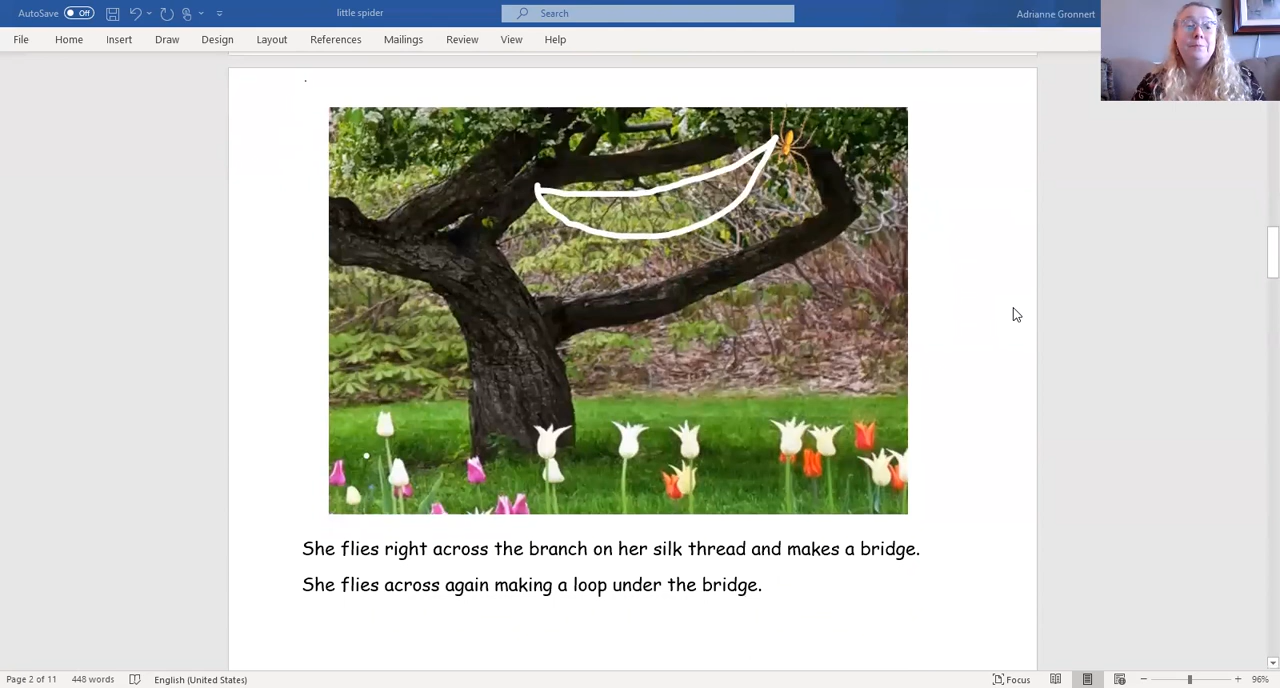 AutoSave Off little spider Search Adrianne Gronnert
File Home Insert Draw Design Layout References Mailings Review View Help
She flies right across the branch on her silk thread and makes a bridge.
She flies across again making a loop under the bridge.
Page 2 of 11 448 words English (United States) Focus 96%